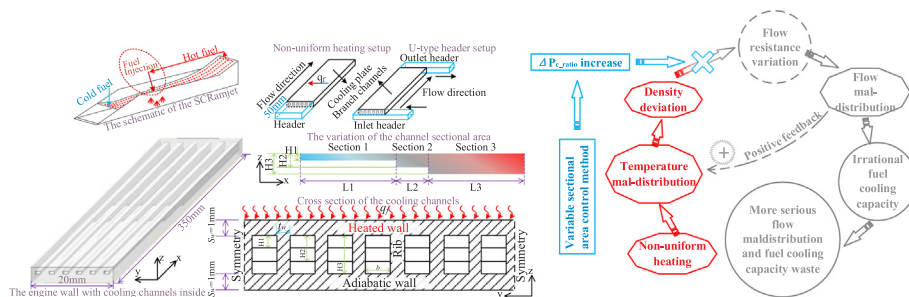 Hot fuel
Fuel
Injection
Cold fuel
The schematic of the SCRamjet
Non-uniform heating setup
U-type header setup
Outlet header
Flow direction
50mm
qr
Cooling plate
Branch channels
Flow direction
Header
Inlet header
The variation of the channel sectional area
Section 1
Section 2
Section 3
H1
H2
H3
z
x
L1
L2
L3
350mm
20mm
z
x
y
The engine wall with cooling channels inside
Cross section of the cooling channels
Heated wall
Symmetry
Symmetry
Rib
H1
H2
H3
b
Adiabatic wall
z
y
Δ Pc_ratio increase
Variable sectional
area control method
Flow
resistance
variation
Density
deviation
Flow
mal-
distribution
Positive feedback
Temperature
mal-distribution
Irrational
fuel
cooling
capacity
Non-uniform
heating
More serious
flow
maldistribution
and fuel cooling
capacity waste